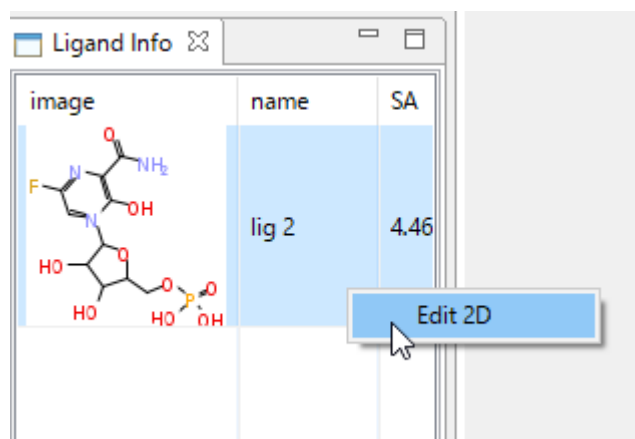 Ligand Info
image name SA
O
N NH₂
F
OH
N
lig 2 4.46
O
HO
O O
P
HO HO OH
Edit 2D